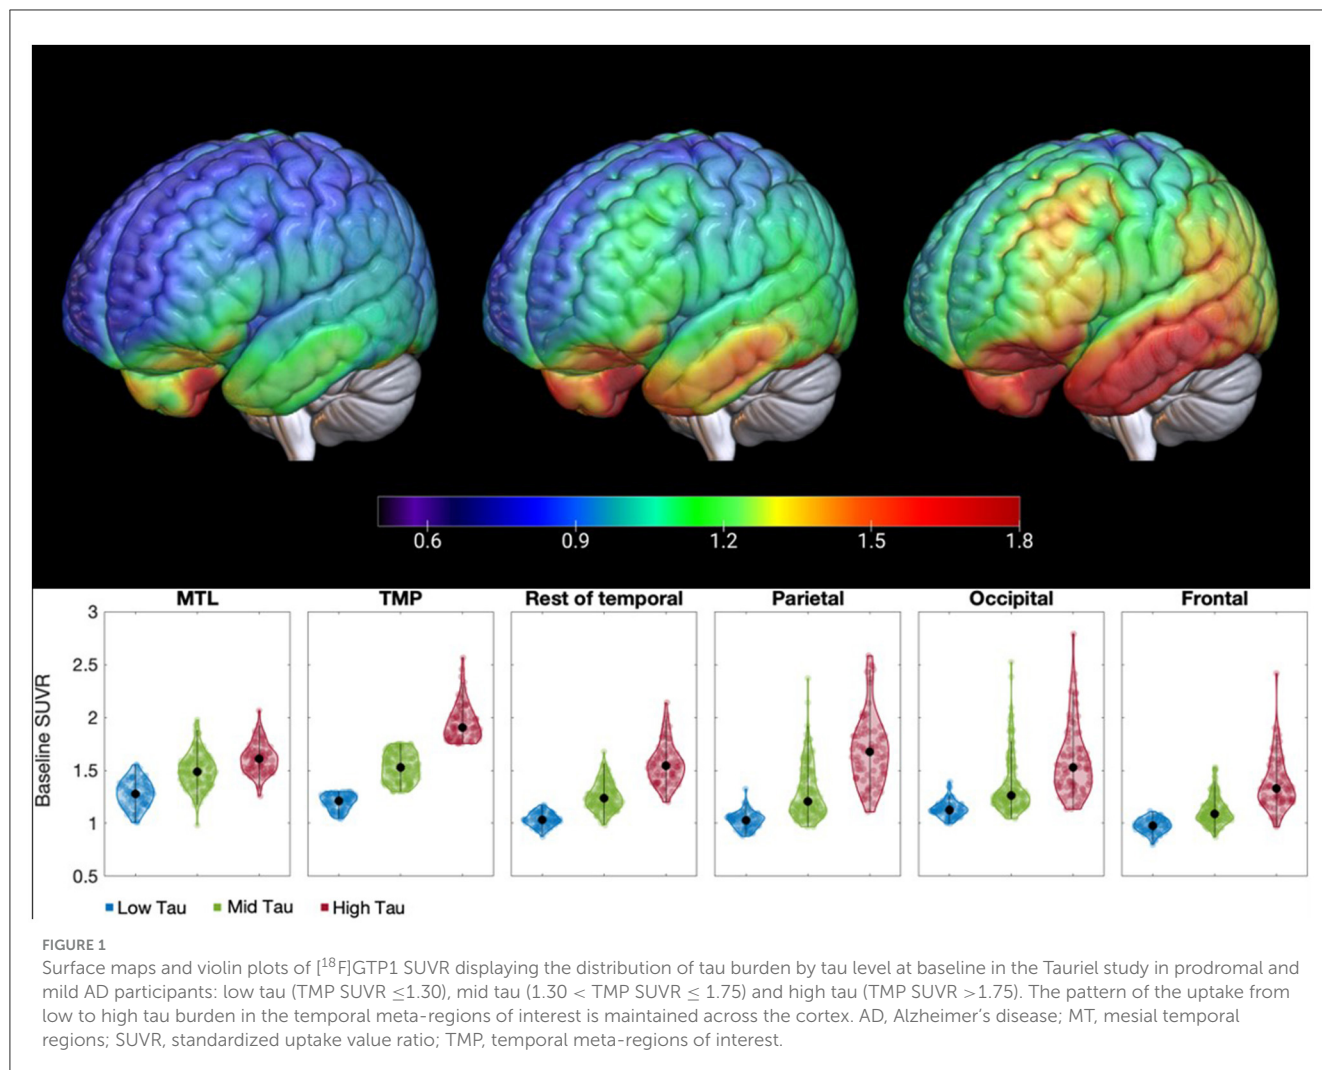 0.6 0.9 1.2 1.5 1.8
MTL TMP Rest of temporal Parietal Occipital Frontal
3
2.5
2
1.5
1
0.5
Baseline SUVR
Low Tau Mid Tau High Tau
FIGURE 1
Surface maps and violin plots of [¹⁸F]GTP1 SUVR displaying the distribution of tau burden by tau level at baseline in the Tauriel study in prodromal and
mild AD participants: low tau (TMP SUVR ≤1.30), mid tau (1.30 < TMP SUVR ≤ 1.75) and high tau (TMP SUVR >1.75). The pattern of the uptake from
low to high tau burden in the temporal meta-regions of interest is maintained across the cortex. AD, Alzheimer's disease; MT, mesial temporal
regions; SUVR, standardized uptake value ratio; TMP, temporal meta-regions of interest.